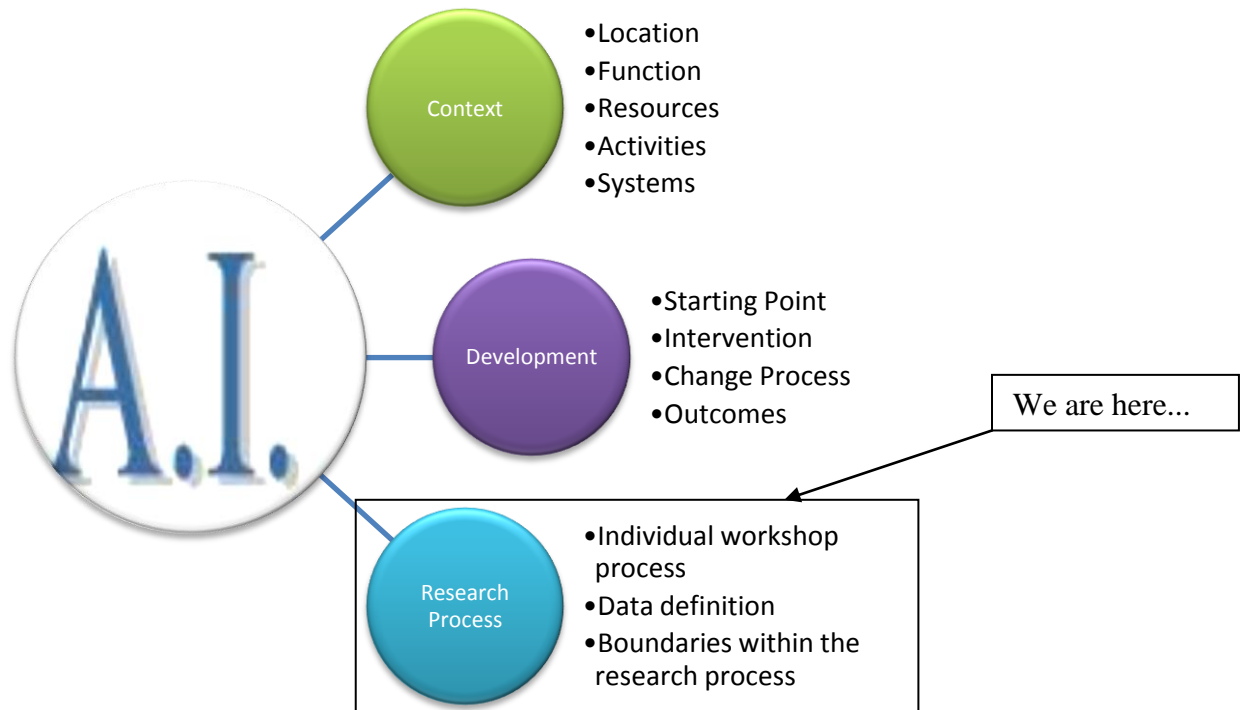 A.I.
Context
•Location
•Function
•Resources
•Activities
•Systems
Development
•Starting Point
•Intervention
•Change Process
•Outcomes
We are here...
Research
Process
•Individual workshop
process
•Data definition
•Boundaries within the
research process